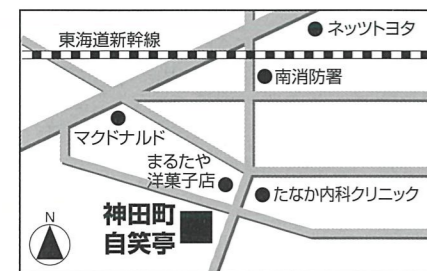 ネッツトヨタ
東海道新幹線
南消防署
マクドナルド
まるたや
洋菓子店
たなか内科クリニック
神田町
自笑亭
N